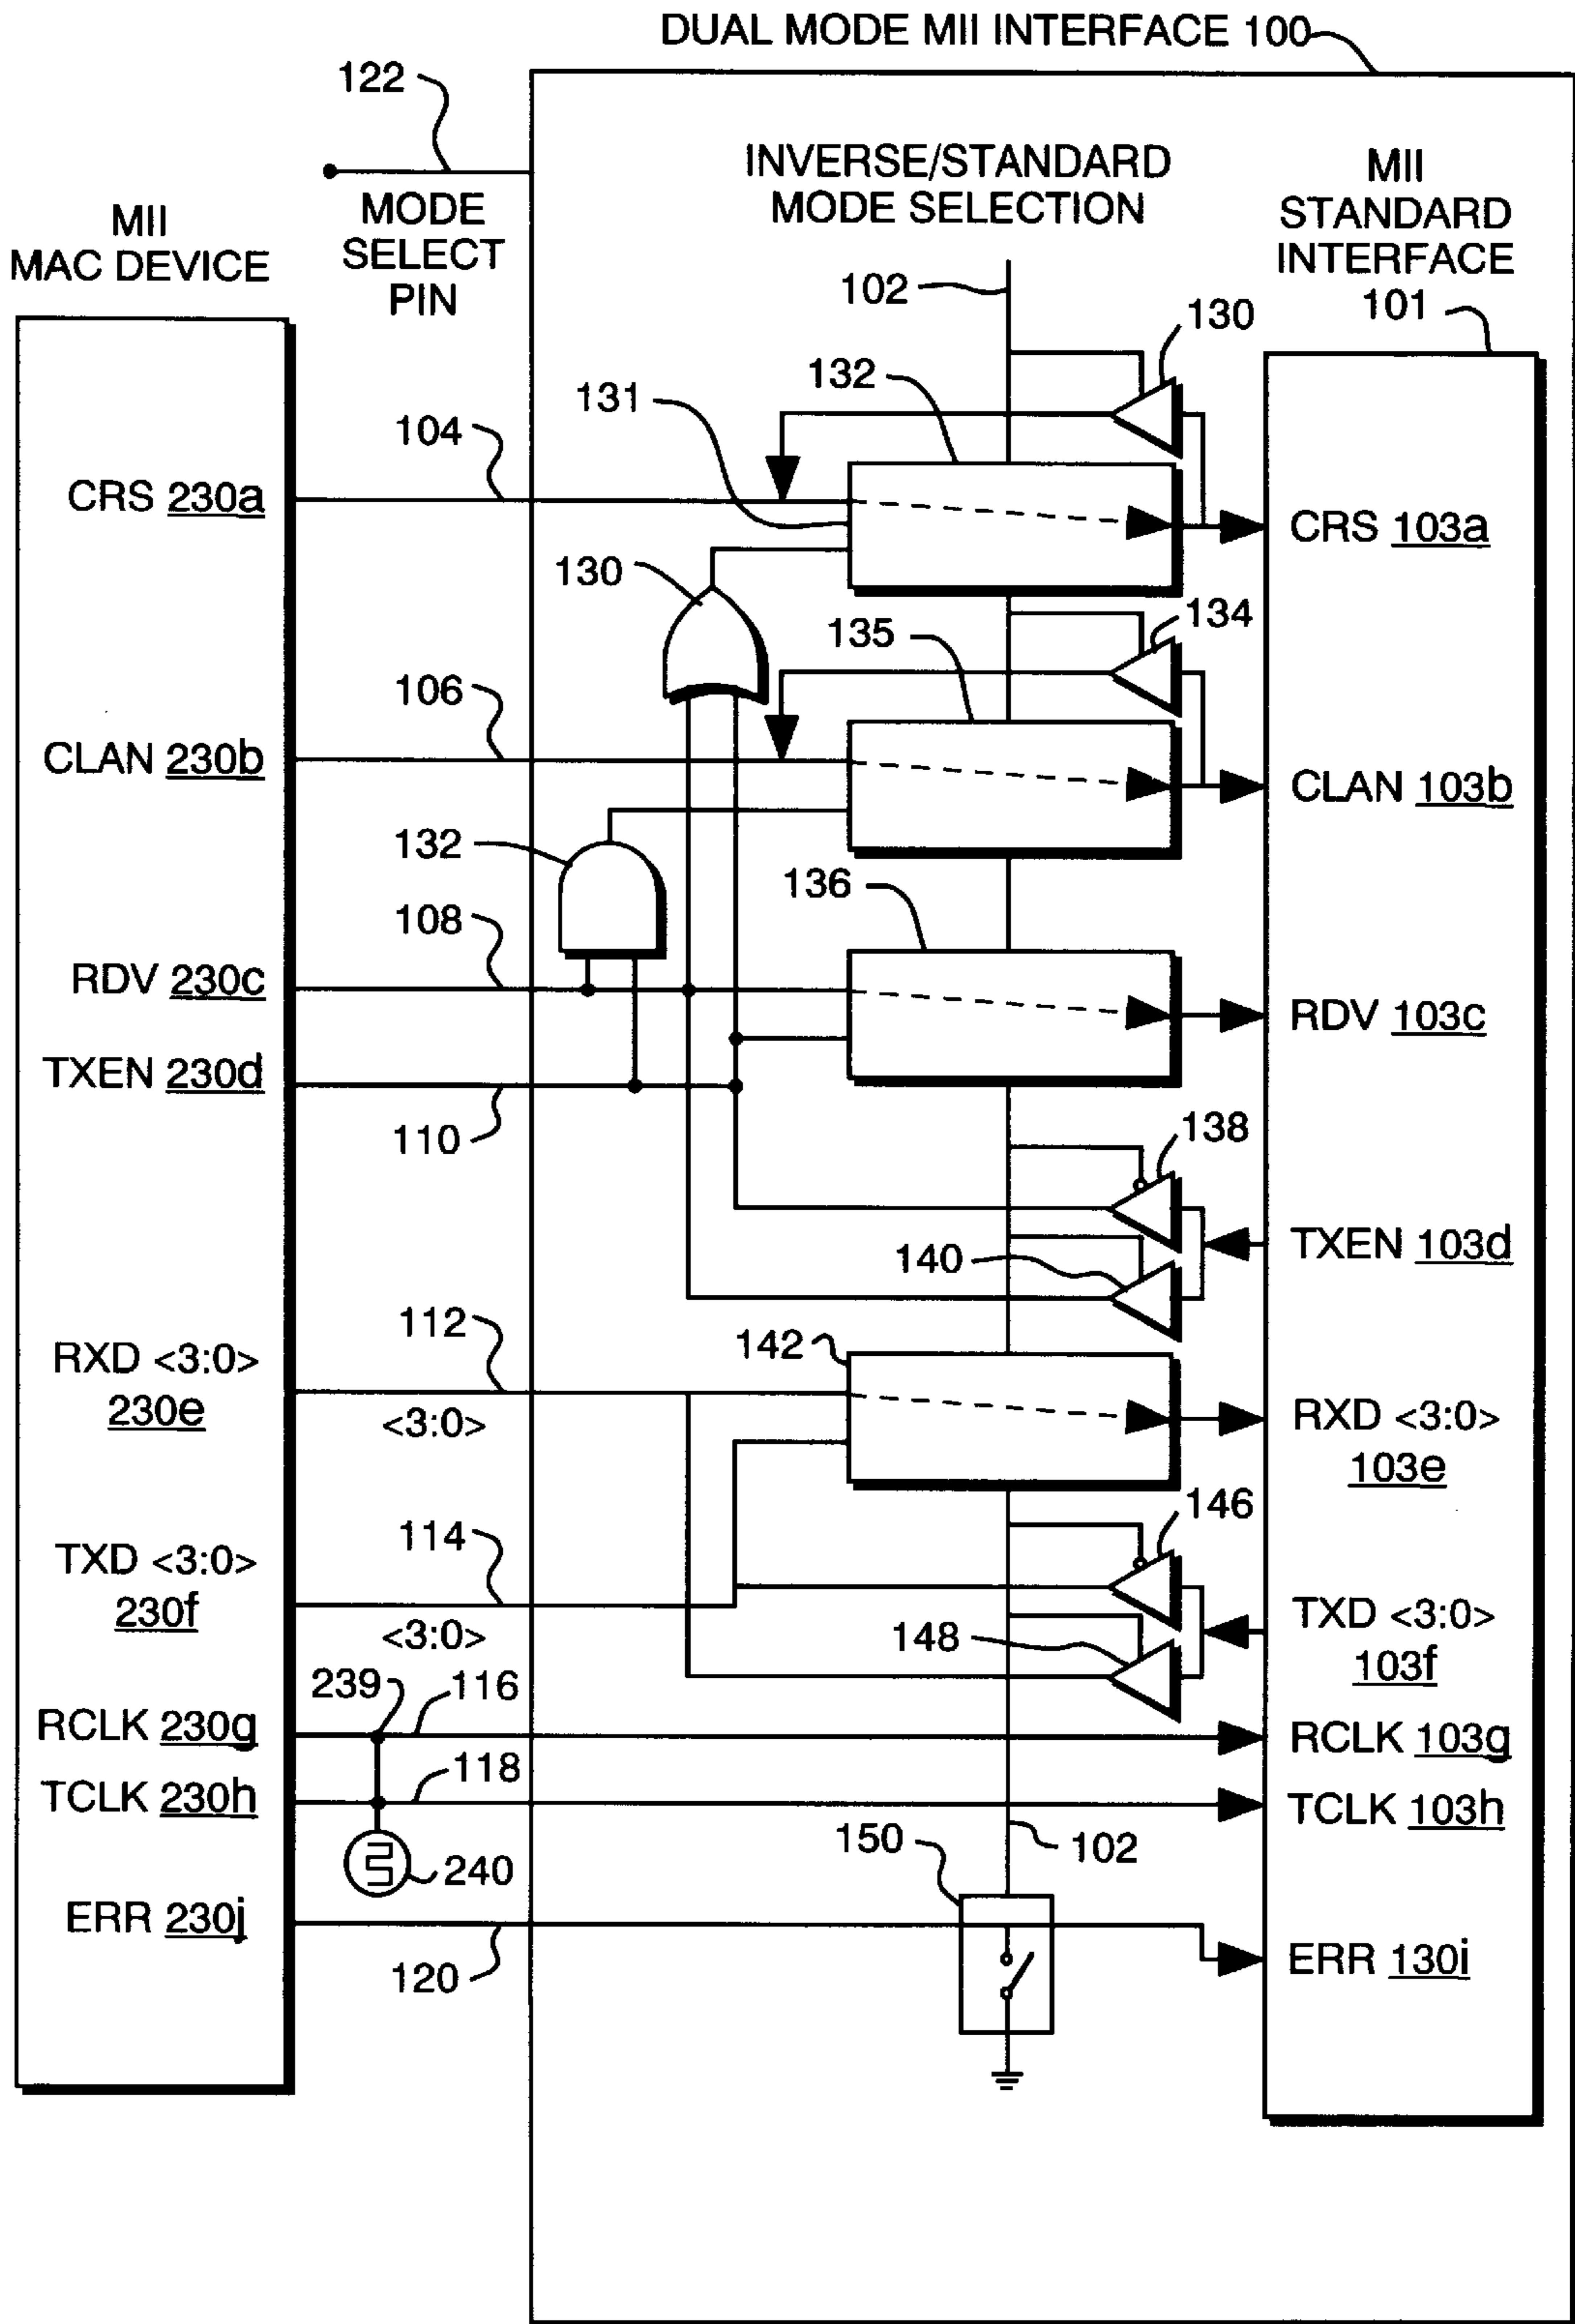 DUAL MODE MII INTERFACE 100
122
INVERSE/STANDARD
MODE SELECTION
MII
STANDARD
INTERFACE
101
MII
MAC DEVICE
MODE
SELECT
PIN
102
130
132
131
104
CRS 230a
CRS 103a
130
134
135
106
CLAN 230b
CLAN 103b
132
136
108
RDV 230c
RDV 103c
TXEN 230d
110
138
TXEN 103d
140
112
142
RXD <3:0>
230e
<3:0>
RXD <3:0>
103e
146
114
TXD <3:0>
230f
<3:0>
TXD <3:0>
103f
148
239
116
RCLK 230g
RCLK 103g
118
TCLK 230h
TCLK 103h
150
102
240
ERR 230j
120
ERR 130i